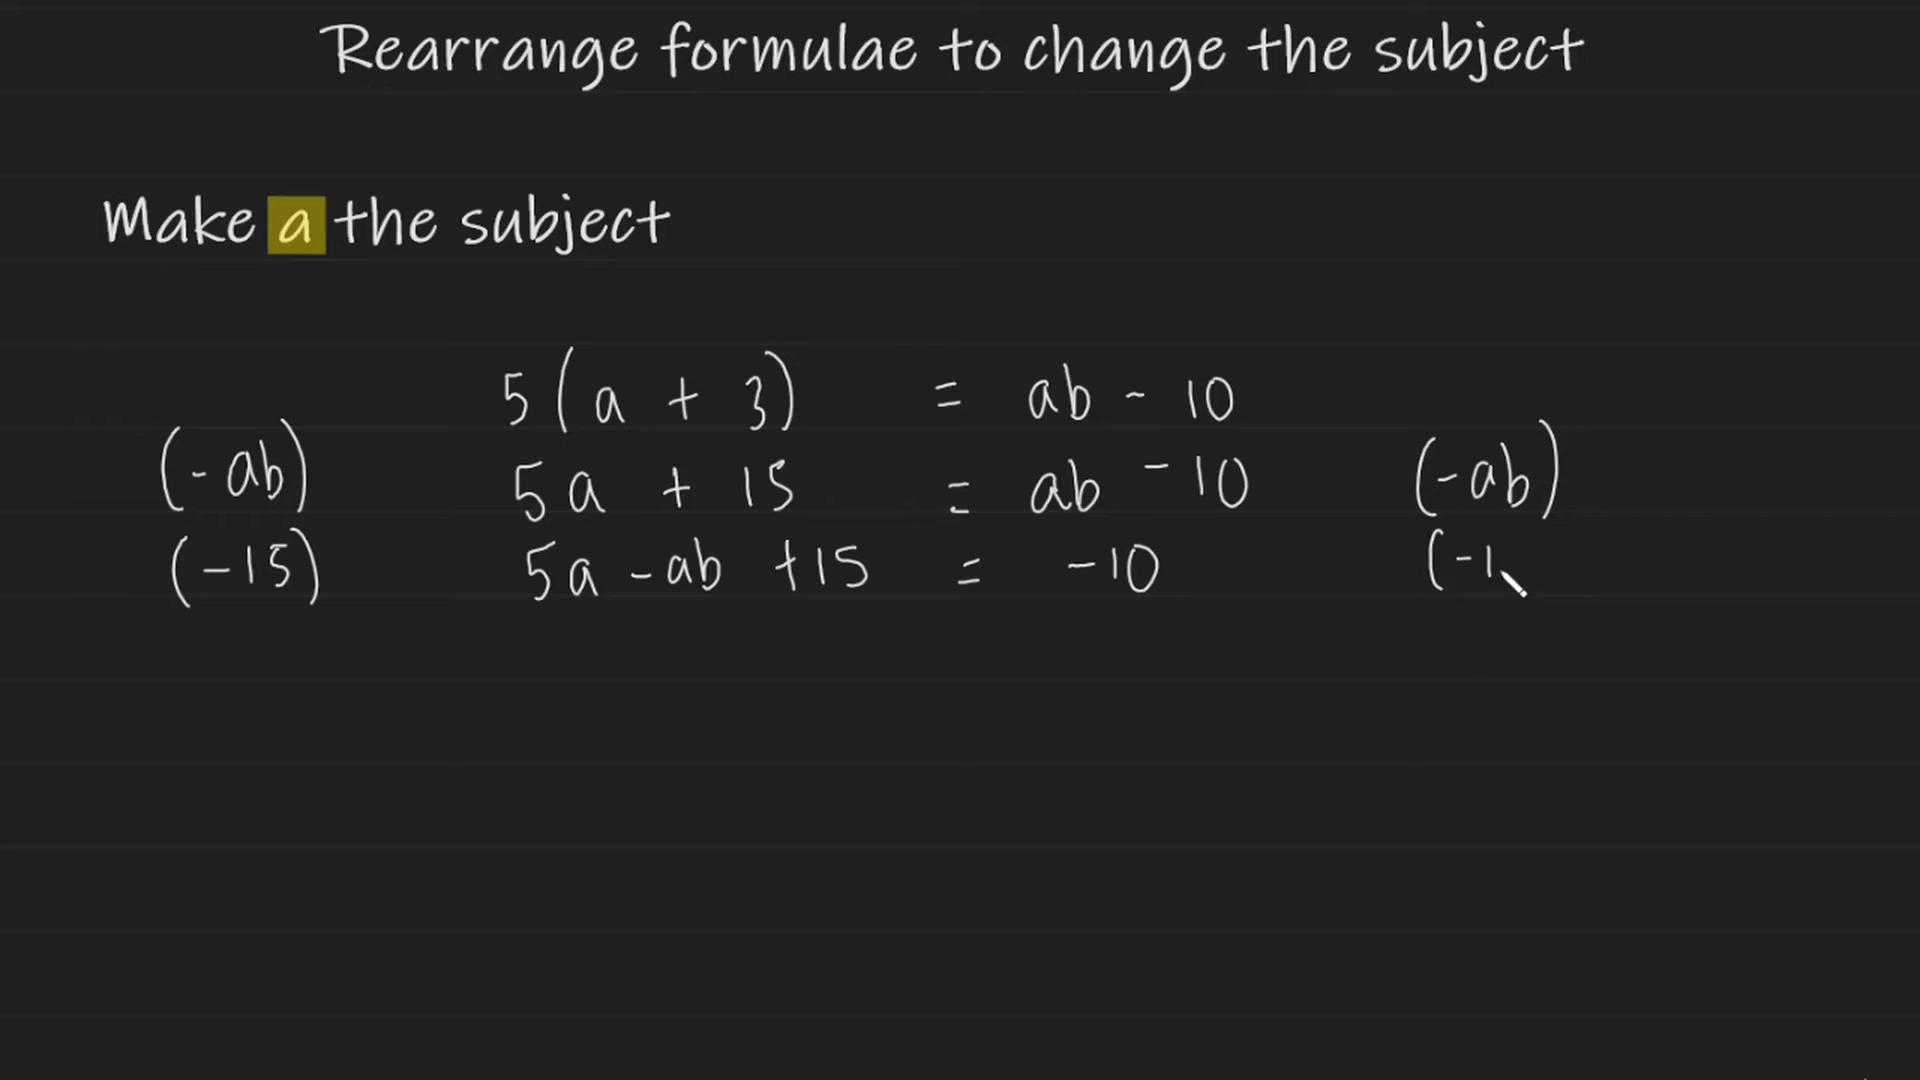 Rearrange formulae to change the subject
Make a the subject
5(a + 3) = ab - 10
(-ab) 5a + 15 = ab - 10 (-ab)
(-15) 5a - ab + 15 = -10 (-1